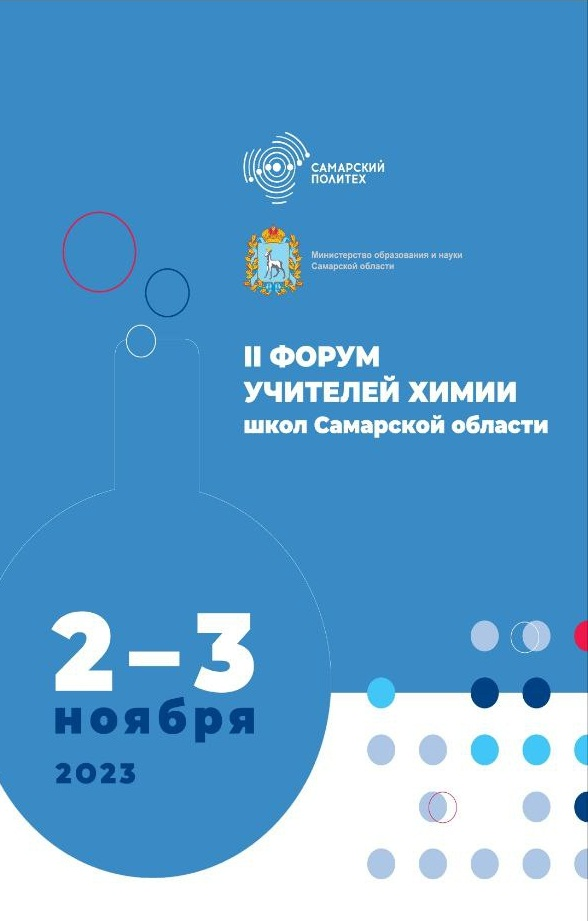 САМАРСКИЙ
ПОЛИТЕХ
Министерство образования и науки
Самарской области
II ФОРУМ
УЧИТЕЛЕЙ ХИМИИ
школ Самарской области
2–3
ноября
2023